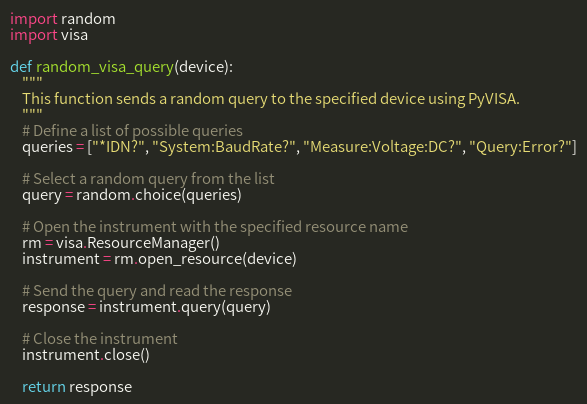 import random
import visa

def random_visa_query(device):
    """
    This function sends a random query to the specified device using PyVISA.
    """
    # Define a list of possible queries
    queries = ["*IDN?", "System:BaudRate?", "Measure:Voltage:DC?", "Query:Error?"]

    # Select a random query from the list
    query = random.choice(queries)

    # Open the instrument with the specified resource name
    rm = visa.ResourceManager()
    instrument = rm.open_resource(device)

    # Send the query and read the response
    response = instrument.query(query)

    # Close the instrument
    instrument.close()

    return response